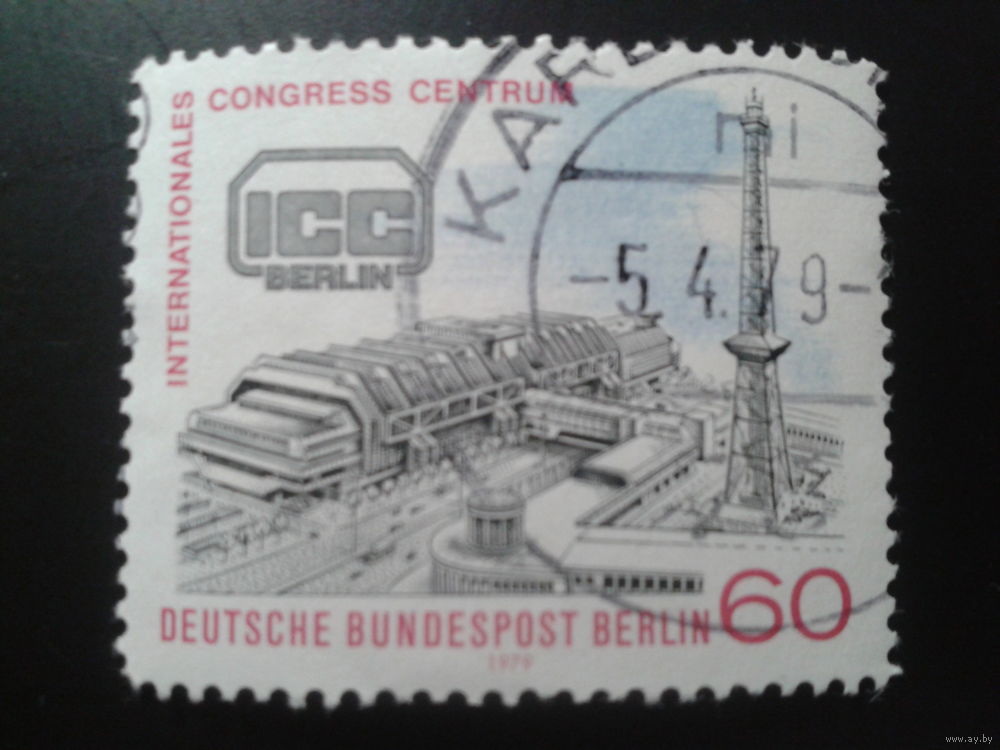 INTERNATIONALES CONGRESS CENTRUM
ICC
BERLIN
-5.4.79-
DEUTSCHE BUNDESPOST BERLIN 60
1979
www.ay.by